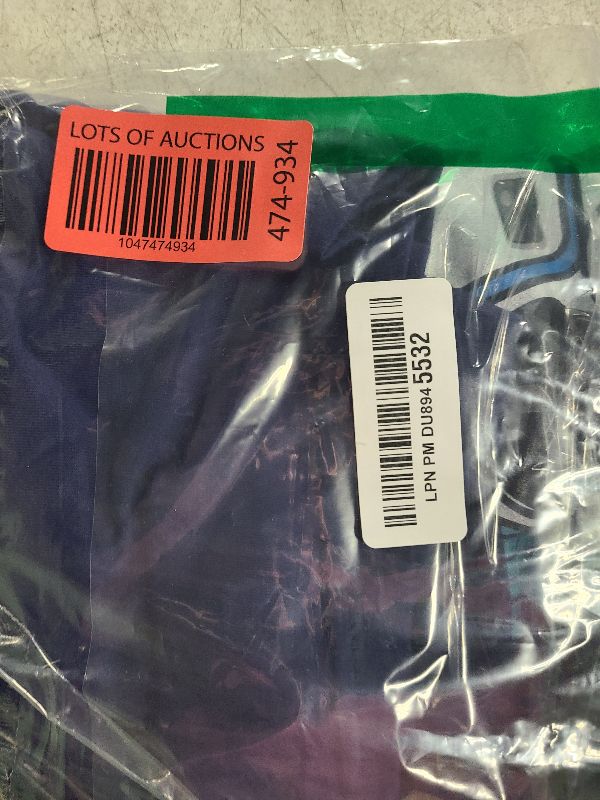 LOTS OF AUCTIONS
1047474934
474-934
LPN PM DU894 5532